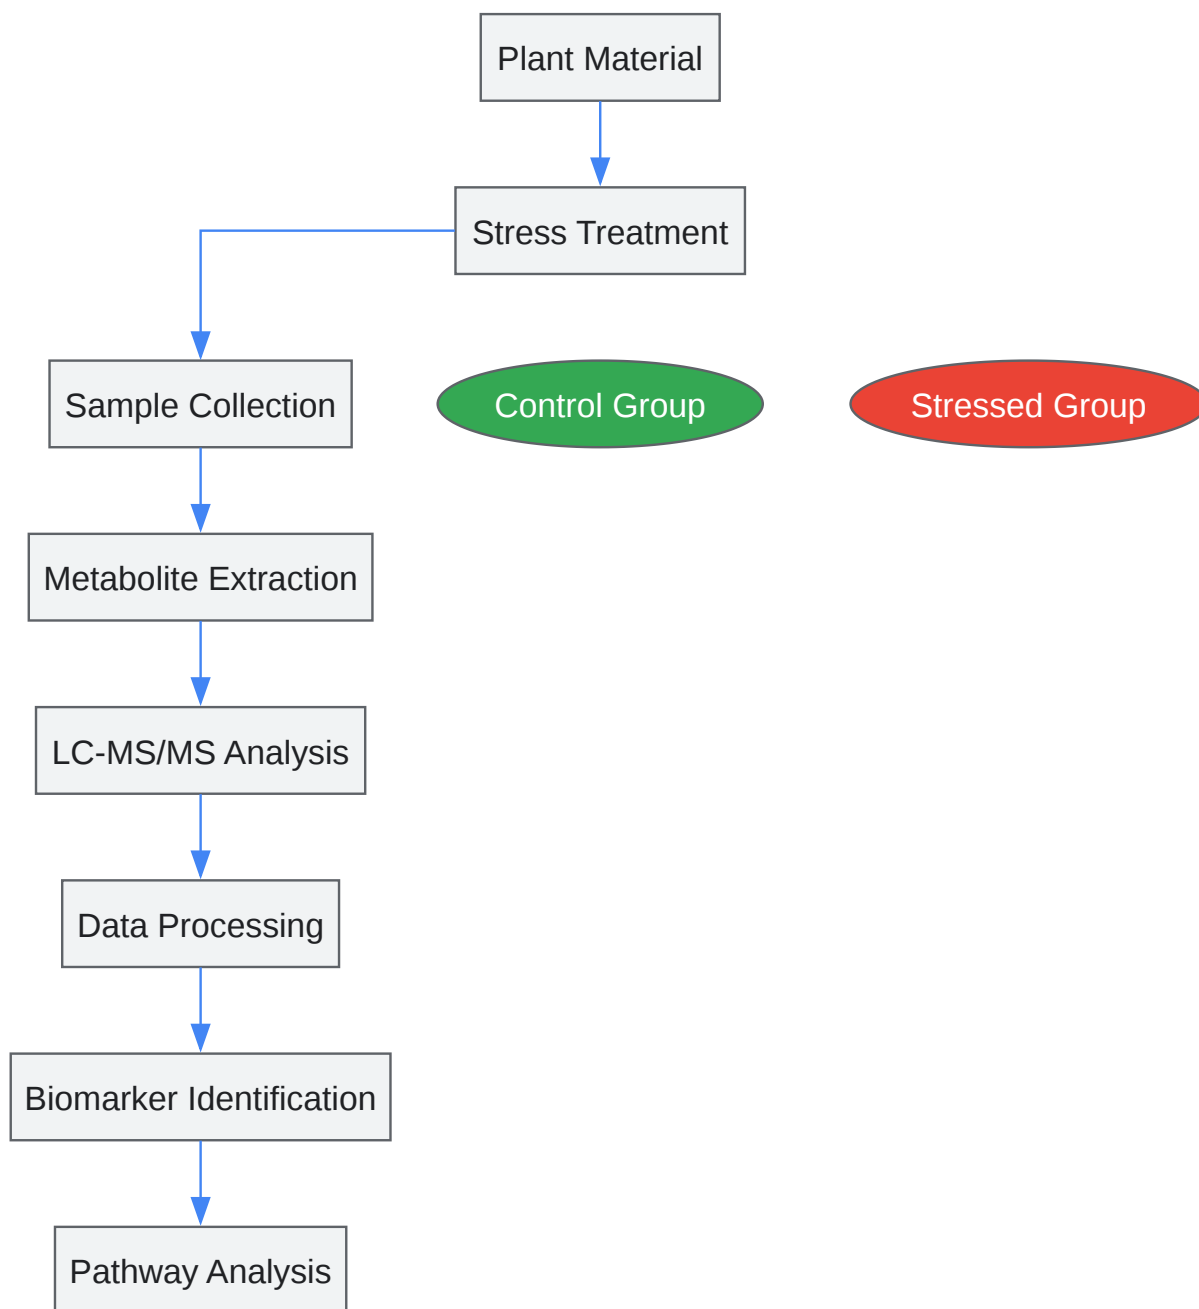 Plant Material
Stress Treatment
Sample Collection
Control Group
Stressed Group
Metabolite Extraction
LC-MS/MS Analysis
Data Processing
Biomarker Identification
Pathway Analysis